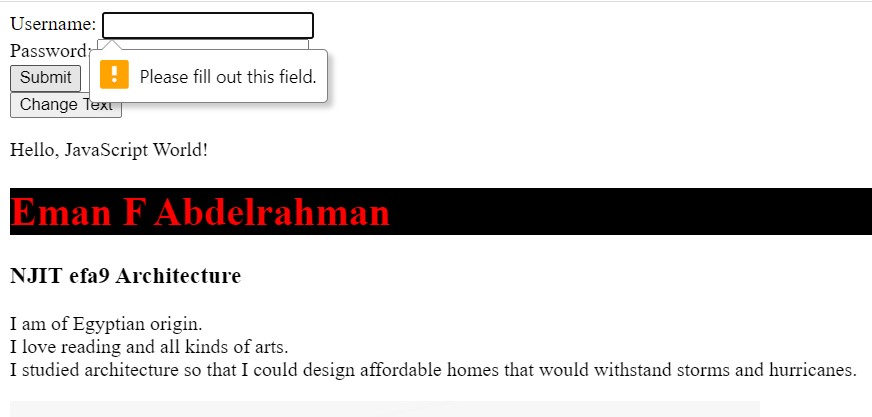 Username:
Password:
Please fill out this field.
Submit
Change Text
Hello, JavaScript World!
Eman F Abdelrahman
NJIT efa9 Architecture
I am of Egyptian origin.
I love reading and all kinds of arts.
I studied architecture so that I could design affordable homes that would withstand storms and hurricanes.